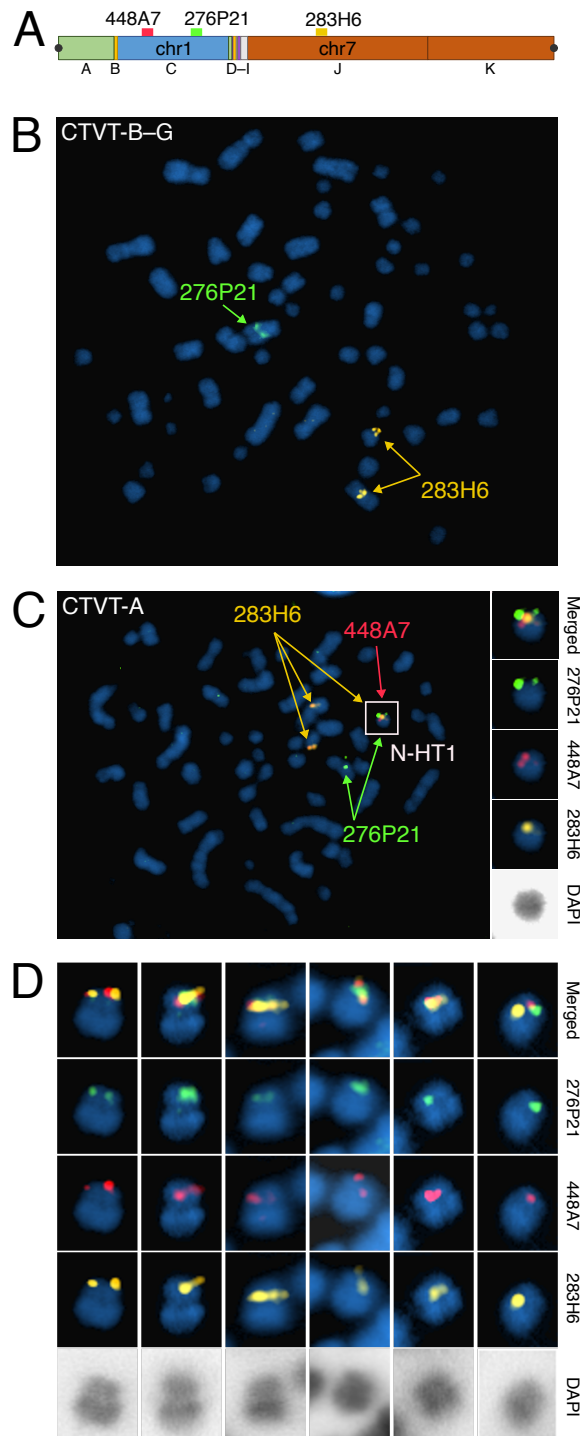 A
448A7
276P21
283H6
chr1
chr7
A
B
C
D–I
J
K
B
CTVT-B–G
276P21
283H6
C
CTVT-A
283H6
448A7
N-HT1
276P21
Merged
276P21
448A7
283H6
DAPI
D
Merged
276P21
448A7
283H6
DAPI